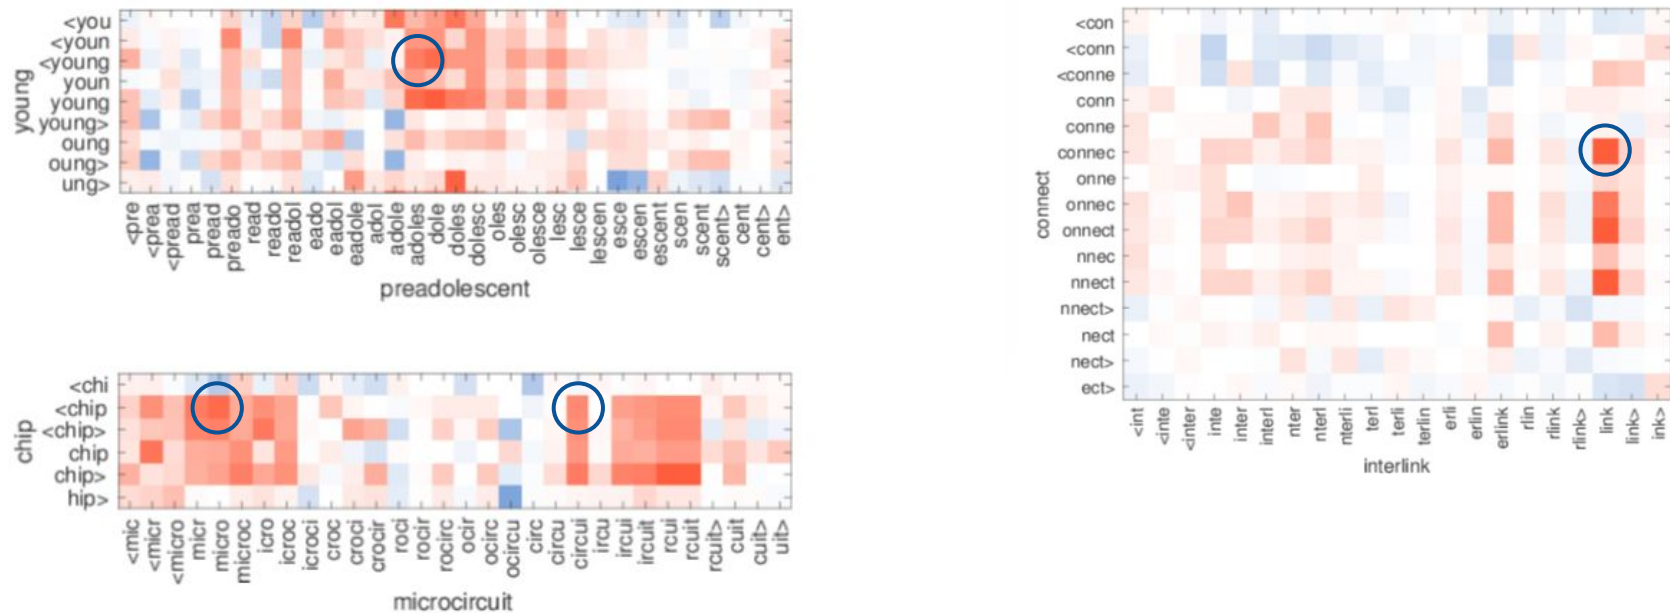 <you
<youn
<young
youn
young
young>
oung
oung>
ung>
young
<pre
<prea
<pread
prea
pread
preado
read
reado
readol
eado
eadol
eadole
adol
adole
adoles
dole
doles
dolesc
oles
olesc
olesce
lesc
lesce
lescen
esce
escen
escent
scen
scent
scent>
cent
cent>
ent>
preadolescent
<chi
<chip
<chip>
chip
chip>
hip>
chip
<mic
<micr
<micro
micr
micro
microc
icro
icroc
icroci
croc
croci
crocir
roci
rocir
rocirc
ocir
ocirc
ocircu
circ
circu
circui
ircu
ircui
ircuit
rcui
rcuit
rcuit>
cuit
cuit>
uit>
microcircuit
<con
<conn
<conne
conn
conne
connec
onne
onnec
onnect
nnec
nnect
nnect>
nect
nect>
ect>
connect
<int
<inte
<inter
inte
inter
interl
nter
nterl
nterli
terl
terli
terlin
erli
erlin
erlink
rlin
rlink
rlink>
link
link>
ink>
interlink